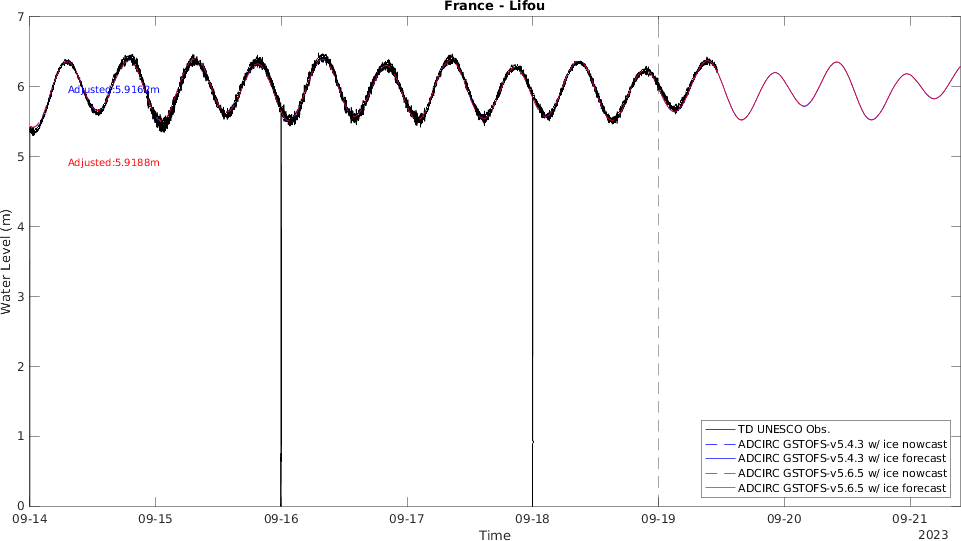 France - Lifou
7
6
5
4
3
2
1
0
Water Level (m)
Adjusted:5.9167m
Adjusted:5.9188m
TD UNESCO Obs.
ADCIRC GSTOFS-v5.4.3 w/ ice nowcast
ADCIRC GSTOFS-v5.4.3 w/ ice forecast
ADCIRC GSTOFS-v5.6.5 w/ ice nowcast
ADCIRC GSTOFS-v5.6.5 w/ ice forecast
09-14 09-15 09-16 09-17 09-18 09-19 09-20 09-21
Time
2023